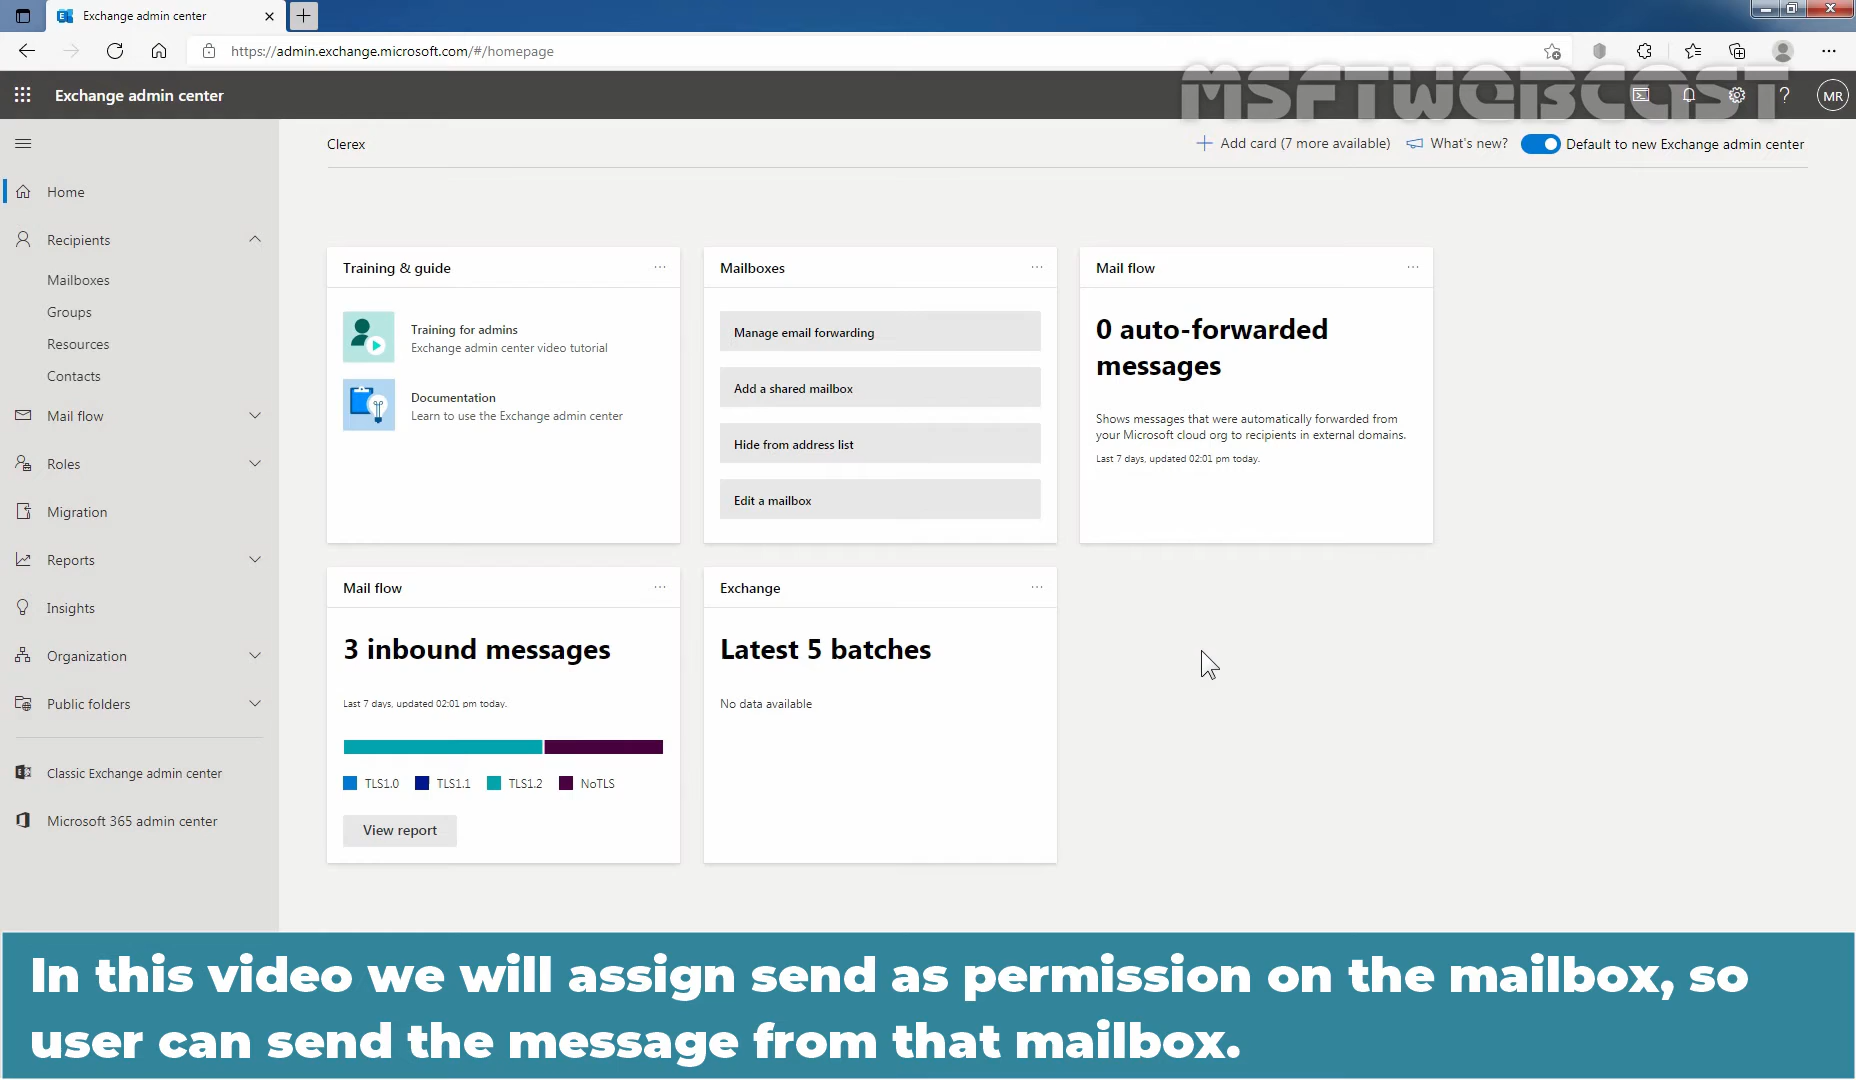 Exchange admin center
https://admin.exchange.microsoft.com/#/homepage
Exchange admin center
MSFTWEBCAST
MR
Clerex
Add card (7 more available)
What's new?
Default to new Exchange admin center
Home
Recipients
Mailboxes
Groups
Resources
Contacts
Mail flow
Roles
Migration
Reports
Insights
Organization
Public folders
Classic Exchange admin center
Microsoft 365 admin center
Training & guide
Training for admins
Exchange admin center video tutorial
Documentation
Learn to use the Exchange admin center
Mailboxes
Manage email forwarding
Add a shared mailbox
Hide from address list
Edit a mailbox
Mail flow
0 auto-forwarded
messages
Shows messages that were automatically forwarded from
your Microsoft cloud org to recipients in external domains.
Last 7 days, updated 02:01 pm today.
Mail flow
3 inbound messages
Last 7 days, updated 02:01 pm today.
TLS1.0 TLS1.1 TLS1.2 NoTLS
View report
Exchange
Latest 5 batches
No data available
In this video we will assign send as permission on the mailbox, so
user can send the message from that mailbox.